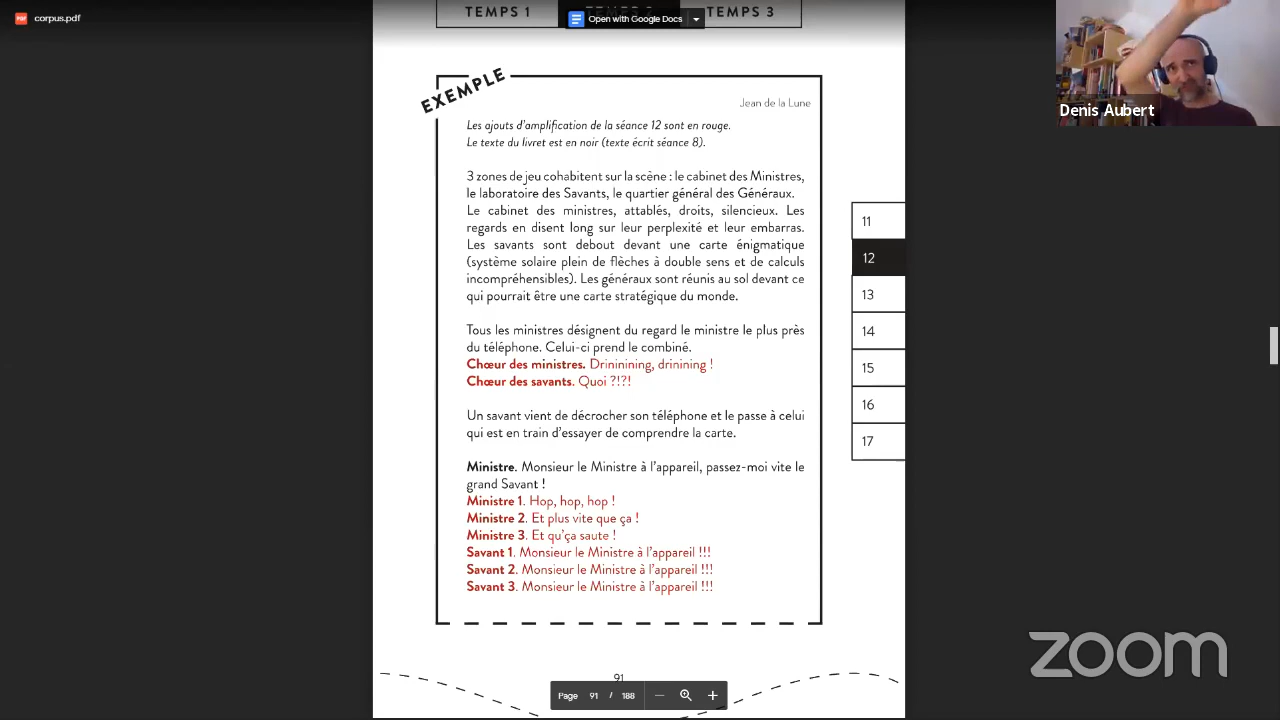 corpus.pdf
TEMPS 1
TEMPS 3
Open with Google Docs
Denis Aubert
EXEMPLE
Jean de la Lune
Les ajouts d’amplification de la séance 12 sont en rouge.
Le texte du livret est en noir (texte écrit séance 8).
3 zones de jeu cohabitent sur la scène : le cabinet des Ministres,
le laboratoire des Savants, le quartier général des Généraux.
Le cabinet des ministres, attablés, droits, silencieux. Les
regards en disent long sur leur perplexité et leur embarras.
Les savants sont debout devant une carte énigmatique
(système solaire plein de flèches à double sens et de calculs
incompréhensibles). Les généraux sont réunis au sol devant ce
qui pourrait être une carte stratégique du monde.
Tous les ministres désignent du regard le ministre le plus près
du téléphone. Celui-ci prend le combiné.
Chœur des ministres. Drininining, drinining !
Chœur des savants. Quoi ?!?!
Un savant vient de décrocher son téléphone et le passe à celui
qui est en train d’essayer de comprendre la carte.
Ministre. Monsieur le Ministre à l’appareil, passez-moi vite le
grand Savant !
Ministre 1. Hop, hop, hop !
Ministre 2. Et plus vite que ça !
Ministre 3. Et qu’ça saute !
Savant 1. Monsieur le Ministre à l’appareil !!!
Savant 2. Monsieur le Ministre à l’appareil !!!
Savant 3. Monsieur le Ministre à l’appareil !!!
11
12
13
14
15
16
17
91
Page 91 / 188
zoom